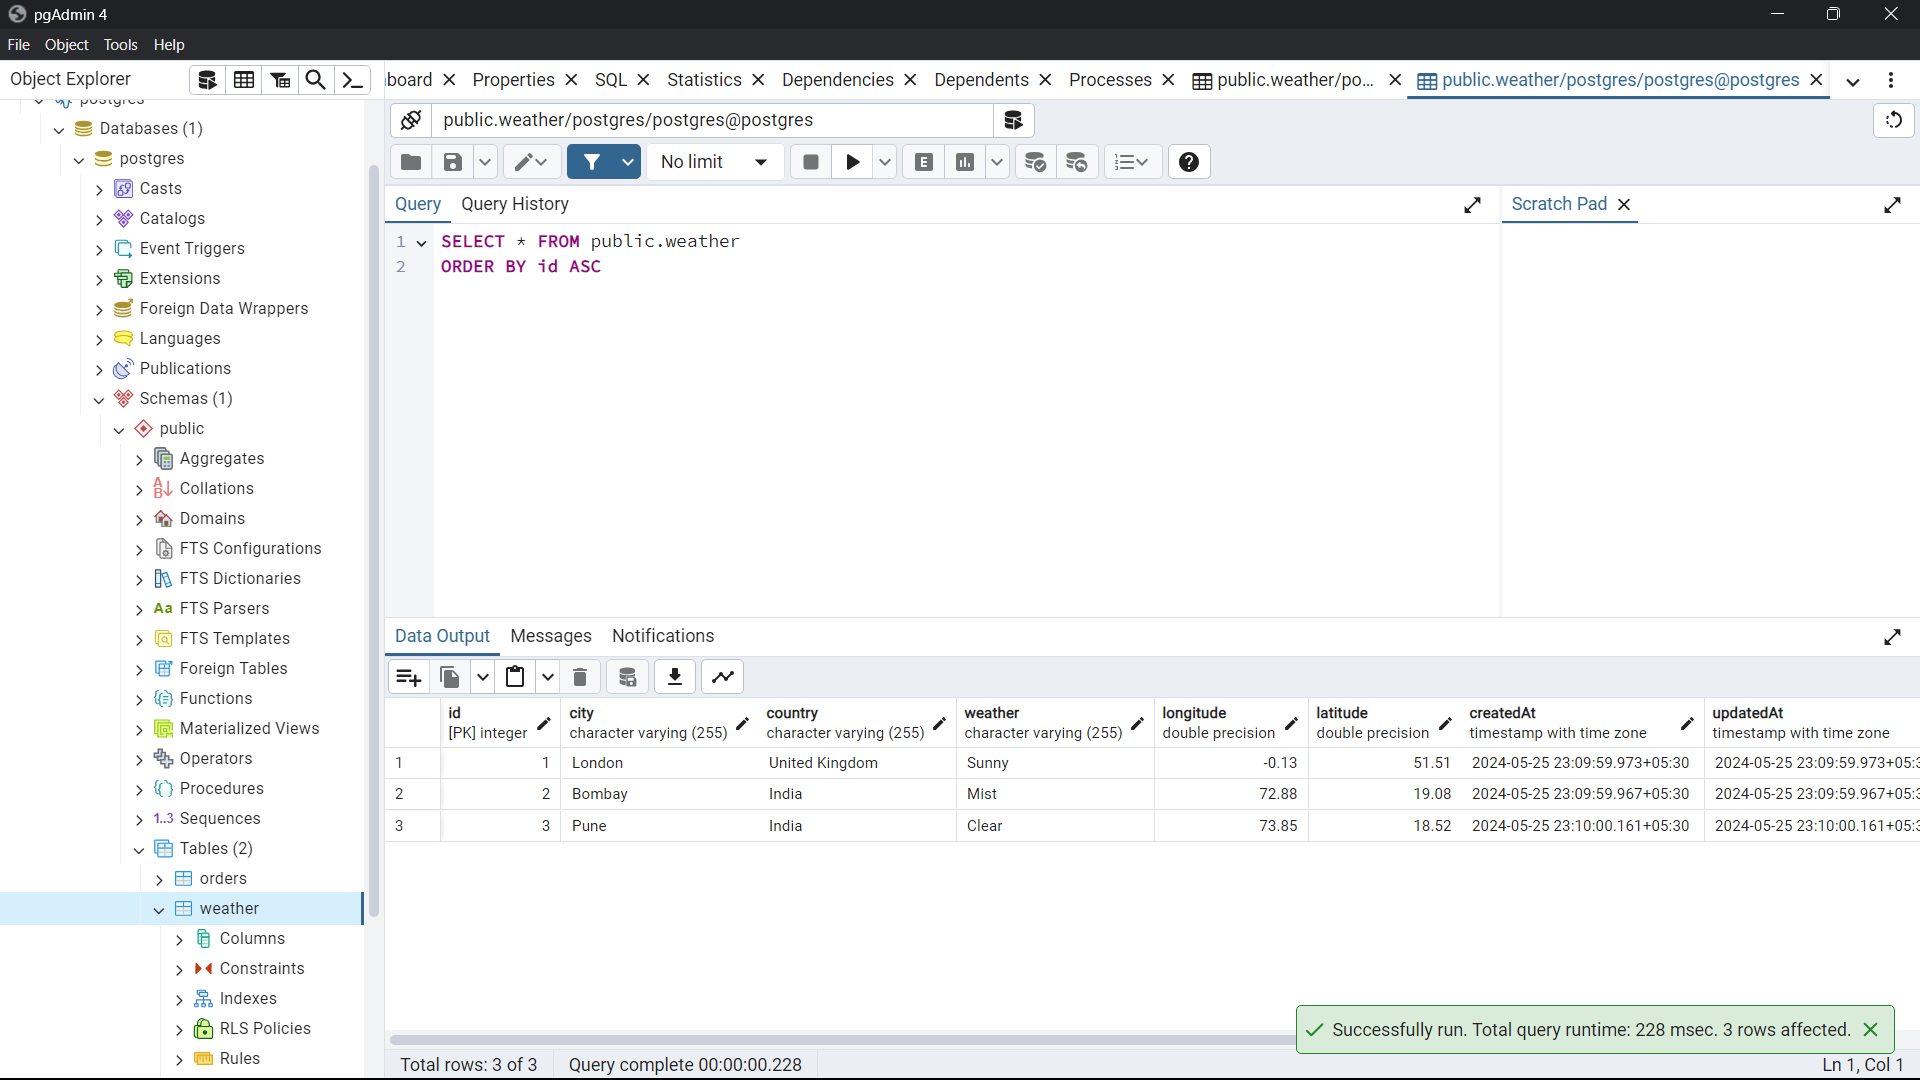 pgAdmin 4
File Object Tools Help
Object Explorer
board Properties SQL Statistics Dependencies Dependents Processes public.weather/po... public.weather/postgres/postgres@postgres
postgres
Databases (1)
postgres
Casts
Catalogs
Event Triggers
Extensions
Foreign Data Wrappers
Languages
Publications
Schemas (1)
public
Aggregates
Collations
Domains
FTS Configurations
FTS Dictionaries
FTS Parsers
FTS Templates
Foreign Tables
Functions
Materialized Views
Operators
Procedures
1..3 Sequences
Tables (2)
orders
weather
Columns
Constraints
Indexes
RLS Policies
Rules
public.weather/postgres/postgres@postgres
No limit
Query Query History
Scratch Pad
1 SELECT * FROM public.weather
2 ORDER BY id ASC
Data Output Messages Notifications
id city country weather longitude latitude createdAt updatedAt
[PK] integer character varying (255) character varying (255) character varying (255) double precision double precision timestamp with time zone timestamp with time zone
1 1 London United Kingdom Sunny -0.13 51.51 2024-05-25 23:09:59.973+05:30 2024-05-25 23:09:59.973+05:3
2 2 Bombay India Mist 72.88 19.08 2024-05-25 23:09:59.967+05:30 2024-05-25 23:09:59.967+05:3
3 3 Pune India Clear 73.85 18.52 2024-05-25 23:10:00.161+05:30 2024-05-25 23:10:00.161+05:3
Successfully run. Total query runtime: 228 msec. 3 rows affected.
Total rows: 3 of 3 Query complete 00:00:00.228
Ln 1, Col 1